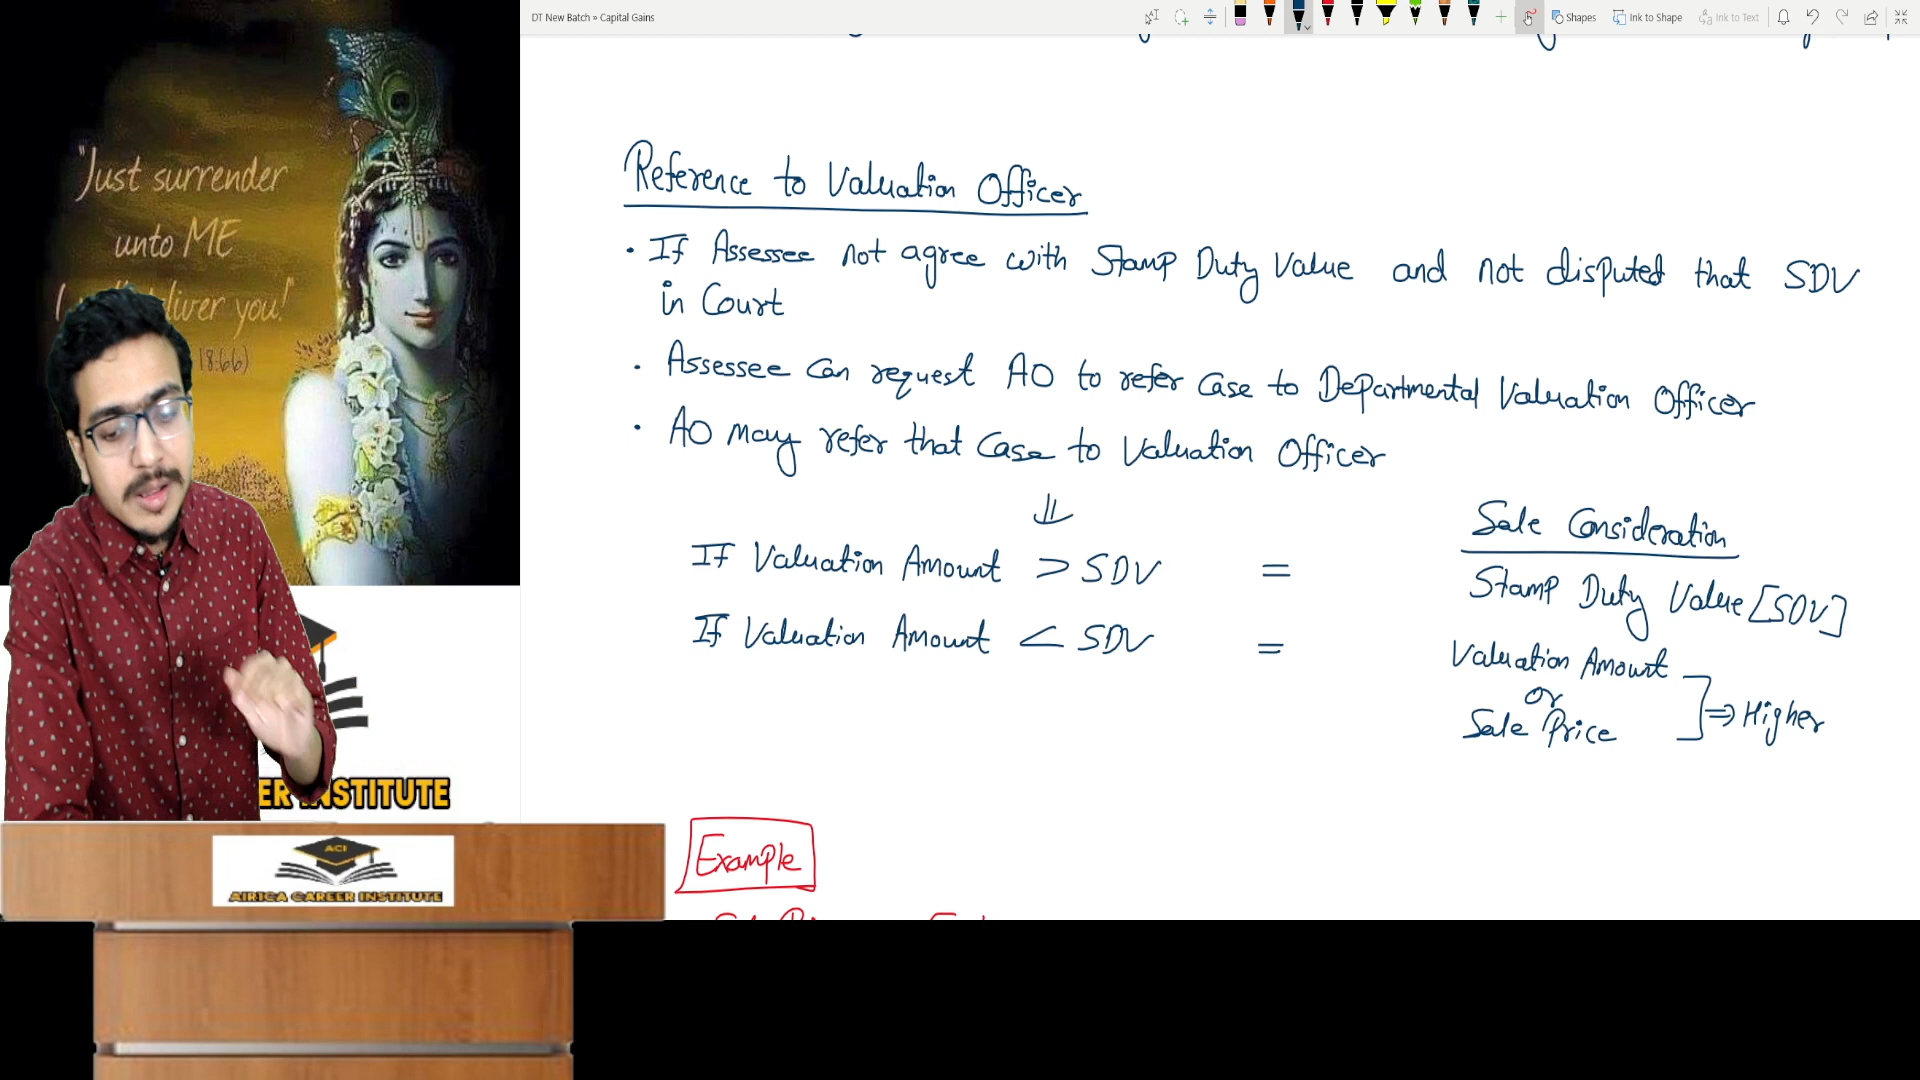 DT New Batch » Capital Gains
Shapes
Ink to Shape
Ink to Text
"Just surrender
unto ME
deliver you!"
18:66)
Reference to Valuation Officer
· If Assessee not agree with Stamp Duty Value and not disputed that SDV
in Court
· Assessee can request AO to refer Case to Departmental Valuation Officer
· AO may refer that Case to Valuation Officer
⇓
Sale Consideration
If Valuation Amount > SDV = Stamp Duty Value [SDV]
If Valuation Amount < SDV = Valuation Amount
or
Sale Price
⇒ Higher
ER INSTITUTE
Example
ACI
AIRICA CAREER INSTITUTE